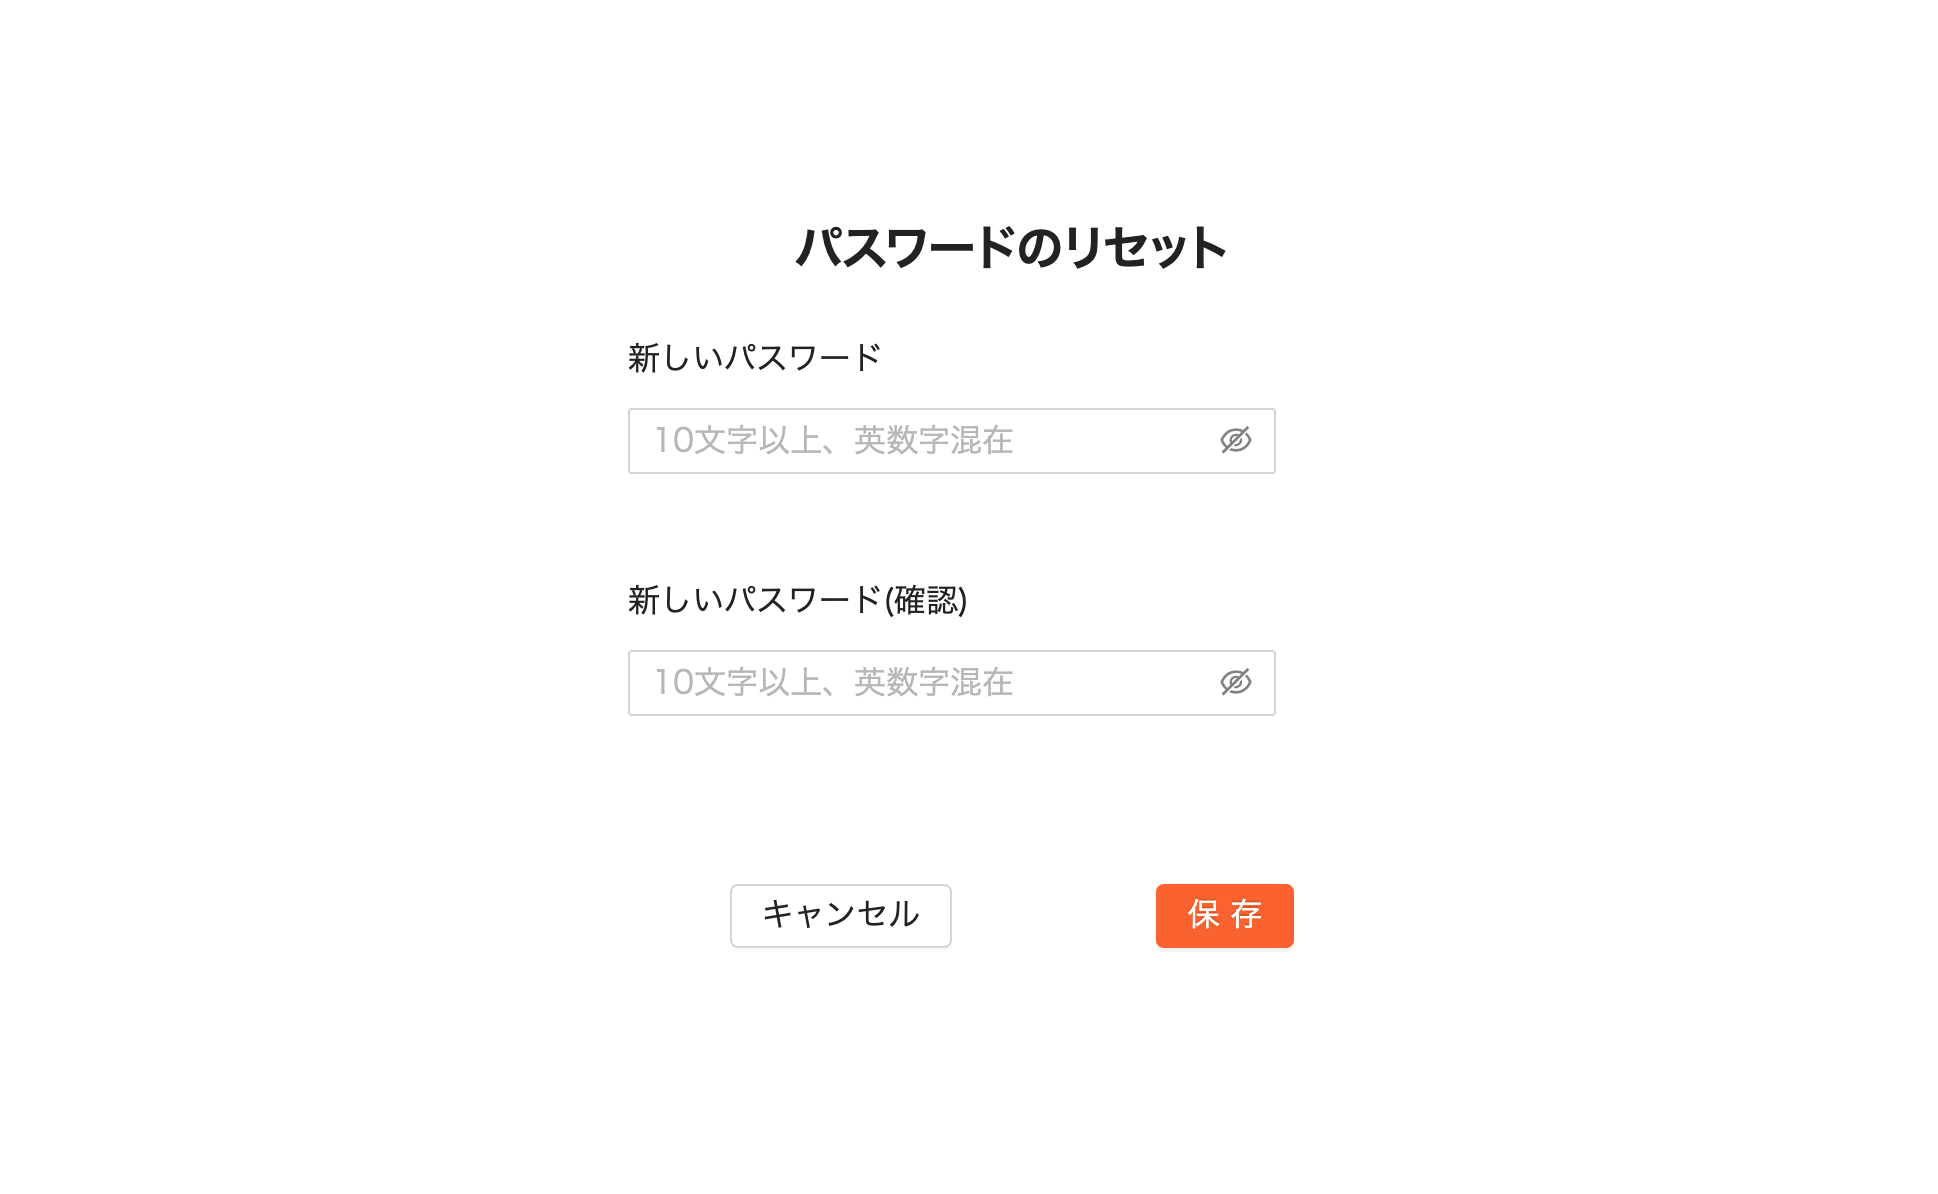 パスワードのリセット
新しいパスワード
10文字以上、英数字混在
新しいパスワード(確認)
10文字以上、英数字混在
キャンセル
保 存